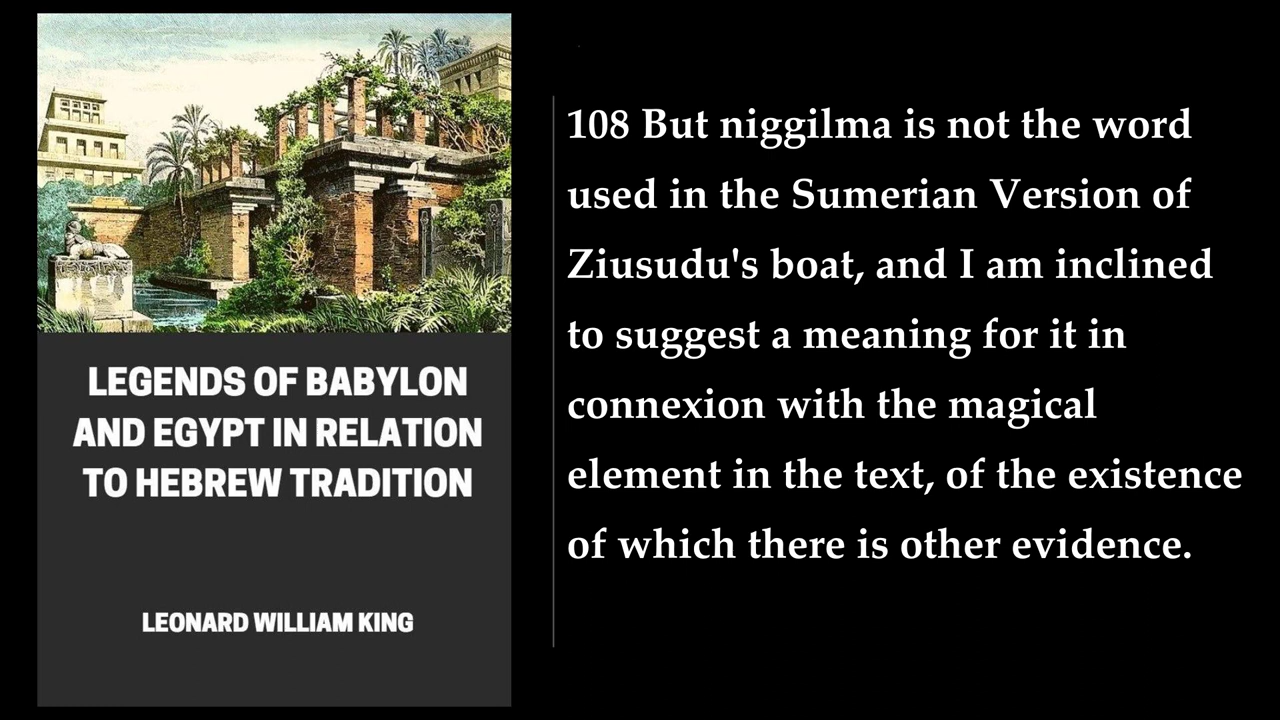 LEGENDS OF BABYLON
AND EGYPT IN RELATION
TO HEBREW TRADITION
LEONARD WILLIAM KING
108 But niggilma is not the word
used in the Sumerian Version of
Ziusudu's boat, and I am inclined
to suggest a meaning for it in
connexion with the magical
element in the text, of the existence
of which there is other evidence.